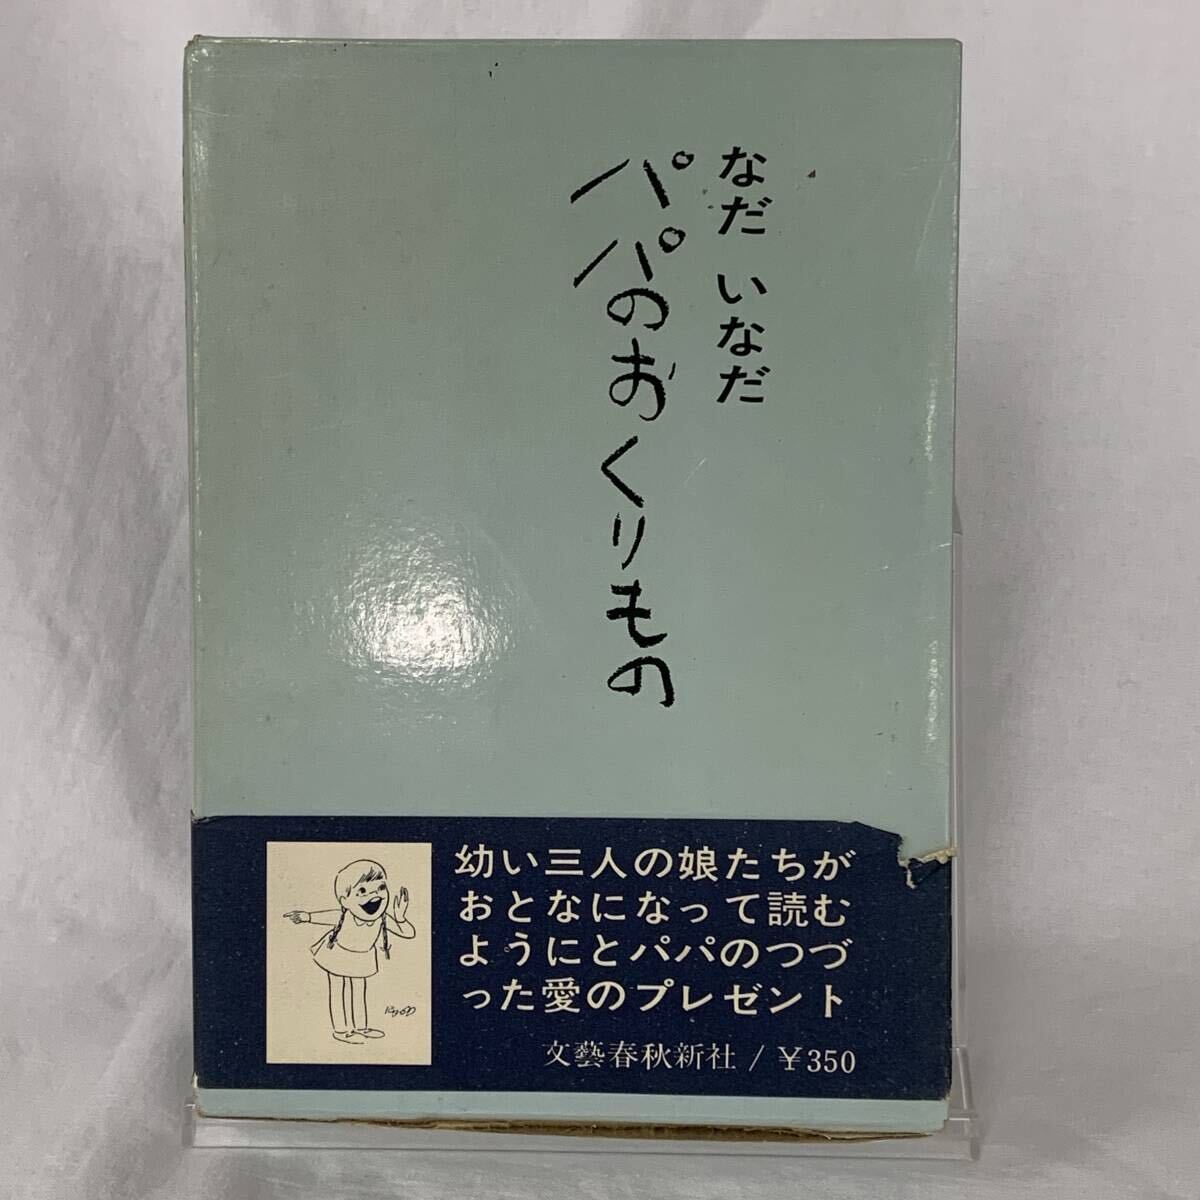 なだ いなだ
パパのおくりもの
幼い三人の娘たちが
おとなになって読む
ようにとパパのつづ
った愛のプレゼント
文藝春秋新社/¥350